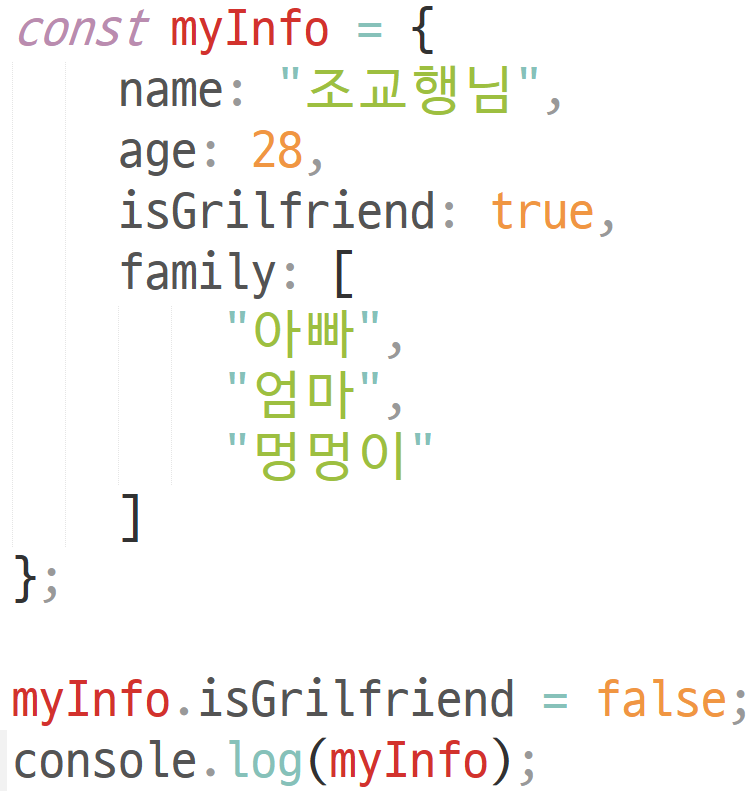 const myInfo = {
name: "조교행님",
age: 28,
isGrilfriend: true,
family: [
"아빠",
"엄마",
"멍멍이"
]
};
myInfo.isGrilfriend = false;
console.log(myInfo);